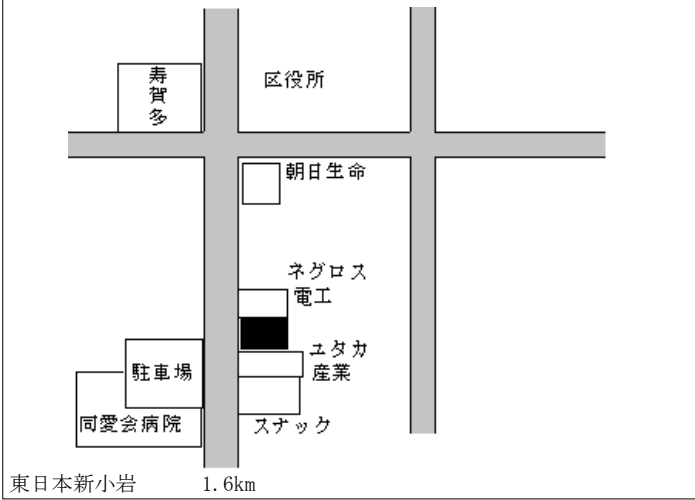 寿賀多
区役所
朝日生命
ネグロス
電工
ユタカ
産業
駐車場
同愛会病院
スナック
東日本新小岩 1.6km